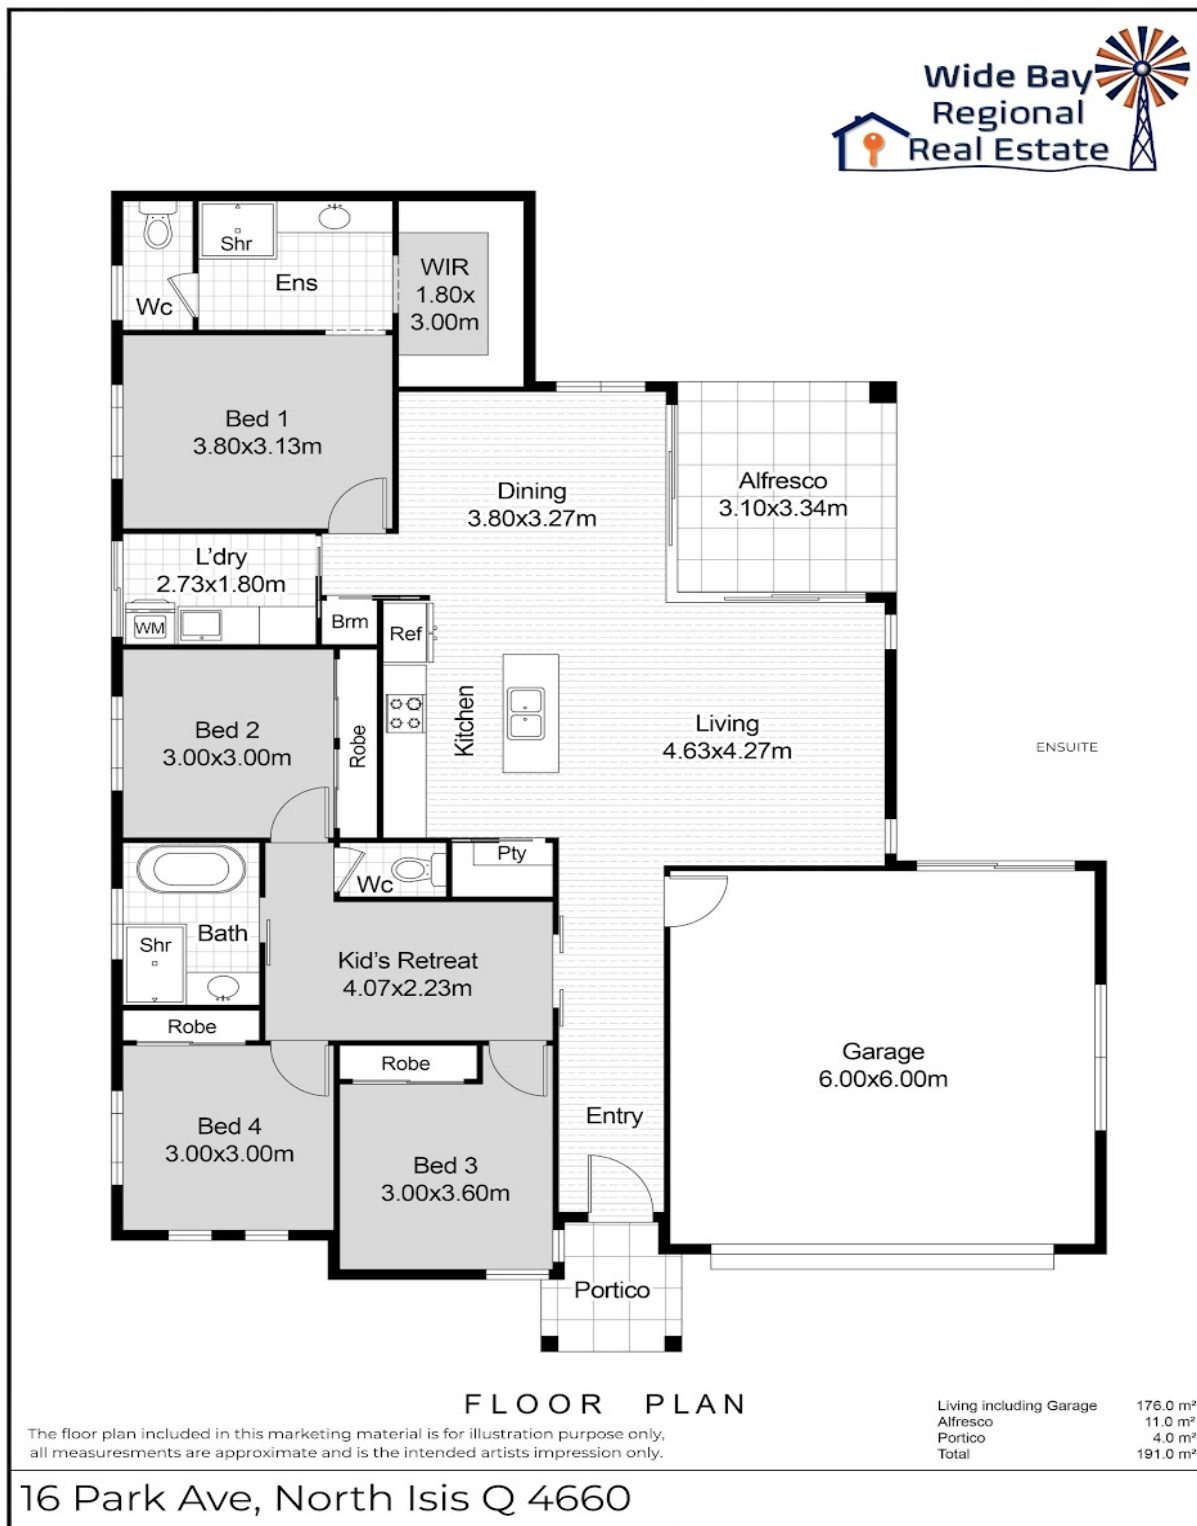 Wide Bay
Regional
Real Estate
Shr
Wc
Ens
WIR
1.80x
3.00m
Bed 1
3.80x3.13m
Dining
3.80x3.27m
Alfresco
3.10x3.34m
L'dry
2.73x1.80m
WM
Brm
Ref
Bed 2
3.00x3.00m
Robe
Kitchen
Living
4.63x4.27m
ENSUITE
Wc
Pty
Bath
Shr
Kid's Retreat
4.07x2.23m
Robe
Robe
Garage
6.00x6.00m
Bed 4
3.00x3.00m
Entry
Bed 3
3.00x3.60m
Portico
FLOOR PLAN
The floor plan included in this marketing material is for illustration purpose only,
all measuresments are approximate and is the intended artists impression only.
Living including Garage 176.0 m²
Alfresco 11.0 m²
Portico 4.0 m²
Total 191.0 m²
16 Park Ave, North Isis Q 4660